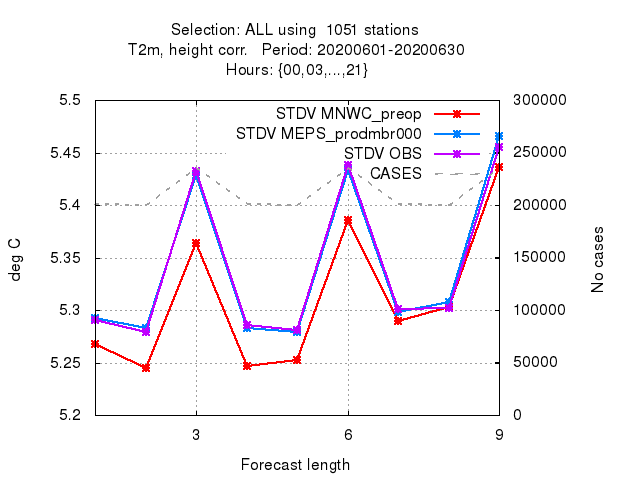 Selection: ALL using  1051 stations
T2m, height corr.   Period: 20200601-20200630
Hours: {00,03,...,21}
STDV MNWC_preop
STDV MEPS_prodmbr000
STDV OBS
CASES
5.5
5.45
5.4
5.35
5.3
5.25
5.2
deg C
300000
250000
200000
150000
100000
50000
0
No cases
3
6
9
Forecast length